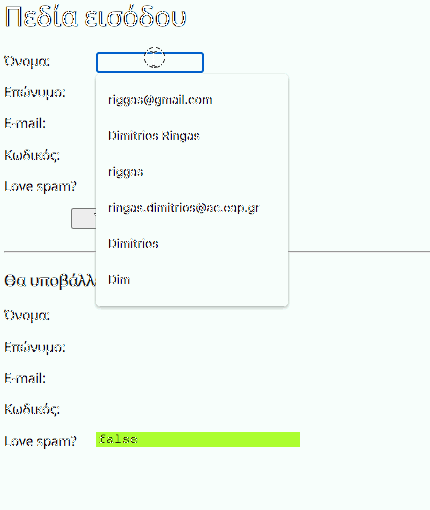 Πεδία εισόδου
Όνομα:
riggas@gmail.com
Επώνυμο:
Dimitrios Ringas
E-mail:
riggas
Κωδικός:
Love spam?
ringas.dimitrios@ac.eap.gr
Dimitrios
Θα υποβάλλ
Dim
Όνομα:
Επώνυμο:
E-mail:
Κωδικός:
Love spam? false